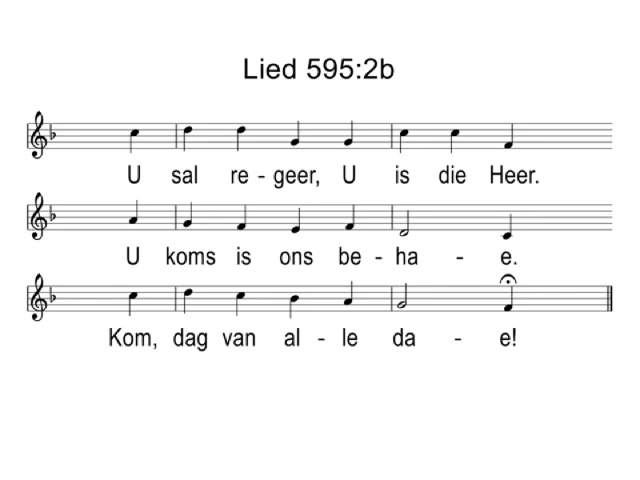 Lied 595:2b
U sal re - geer, U is die Heer.
U koms is ons be - ha - e.
Kom, dag van al - le da - e!